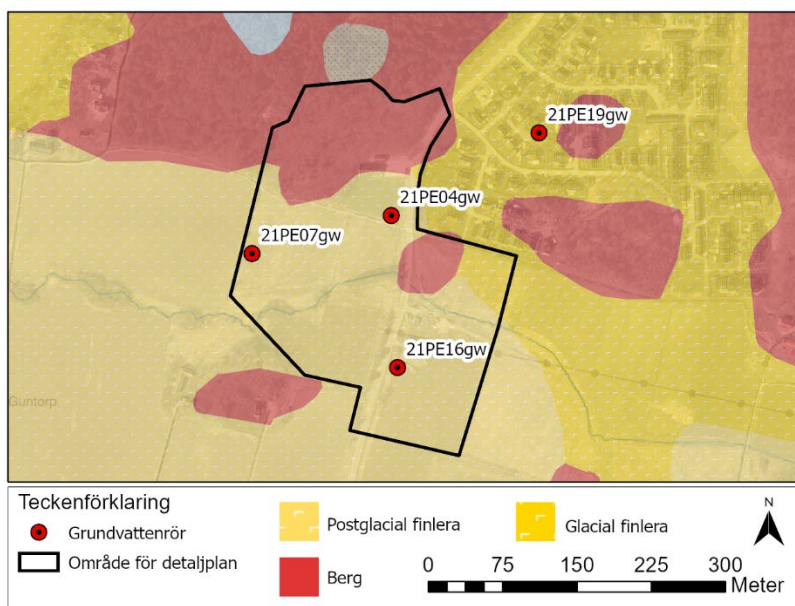 21PE19gw
21PE04gw
21PE07gw
21PE16gw
Guntorp
Teckenförklaring
Grundvattenrör
Område för detaljplan
Postglacial finlera
Berg
Glacial finlera
N
0 75 150 225 300
Meter